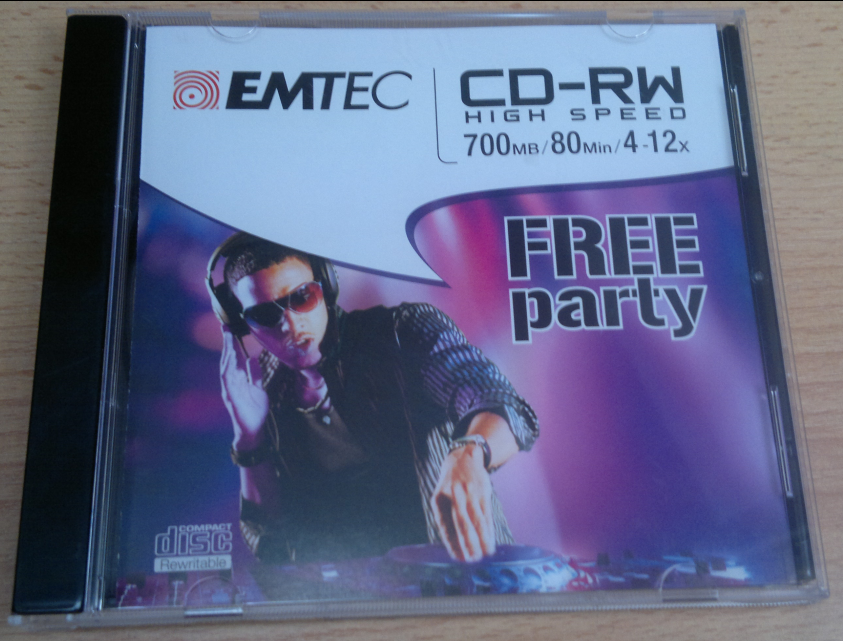 EMTEC
CD-RW
HIGH SPEED
700MB/80Min/4-12x
FREE
party
COMPACT
disc
Rewritable